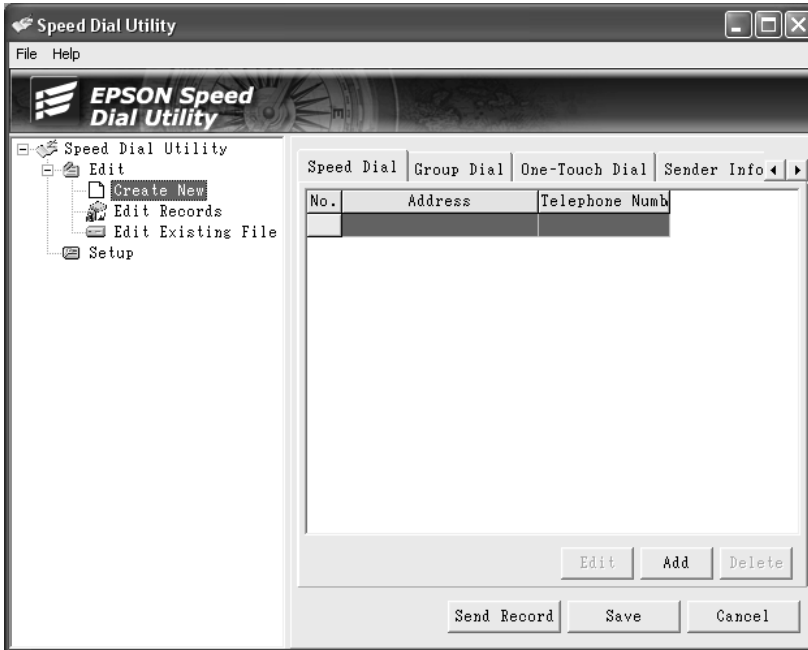 Speed Dial Utility
File Help
EPSON Speed
Dial Utility
Speed Dial Utility
Edit
Create New
Edit Records
Edit Existing File
Setup
Speed Dial Group Dial One-Touch Dial Sender Info
No. Address Telephone Numb
Edit Add Delete
Send Record Save Cancel